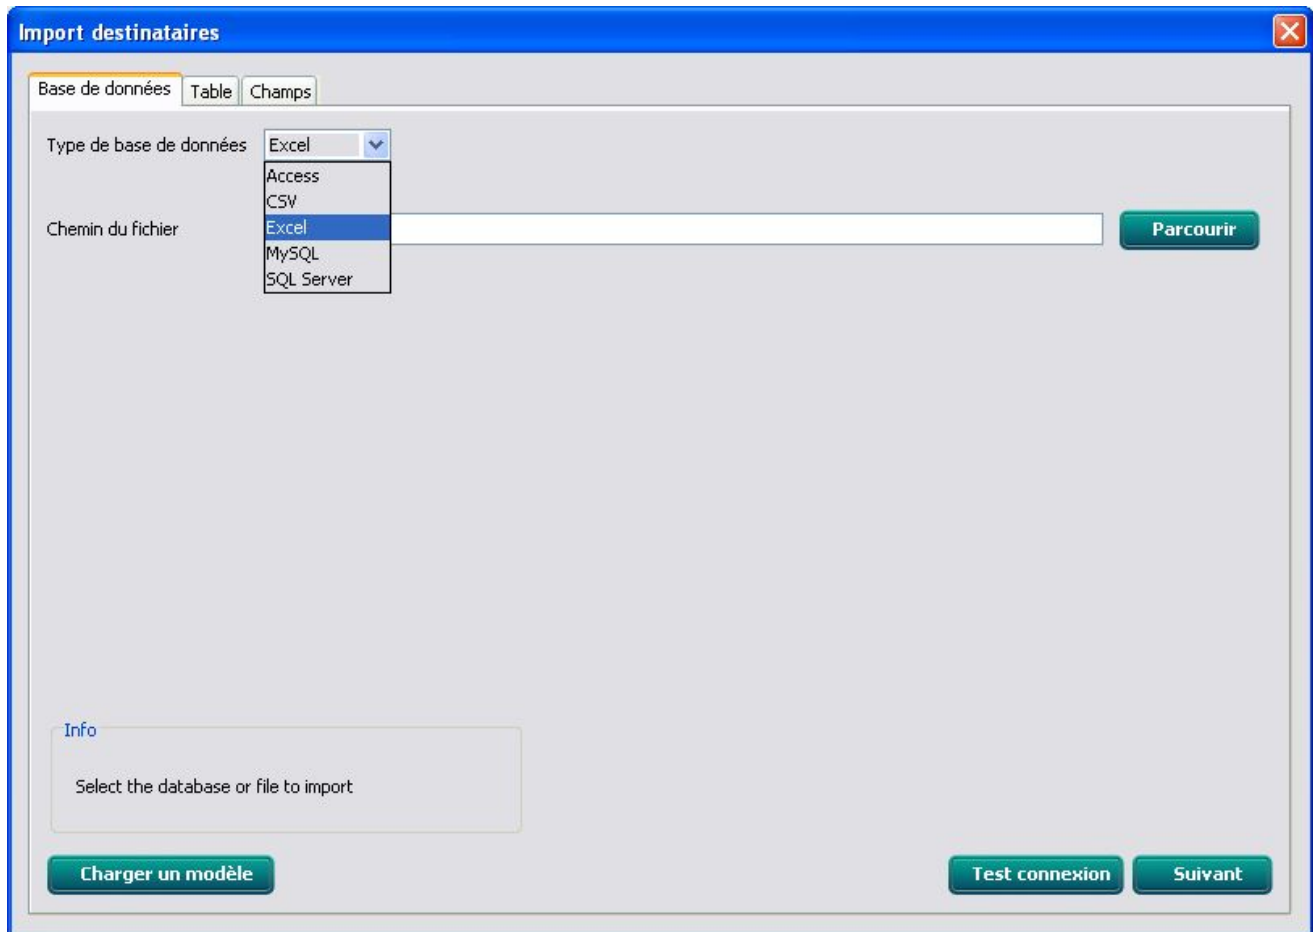 Import destinataires
Base de données Table Champs
Type de base de données Excel
Access
CSV
Chemin du fichier Excel Parcourir
MySQL
SQL Server
Info
Select the database or file to import
Charger un modèle Test connexion Suivant